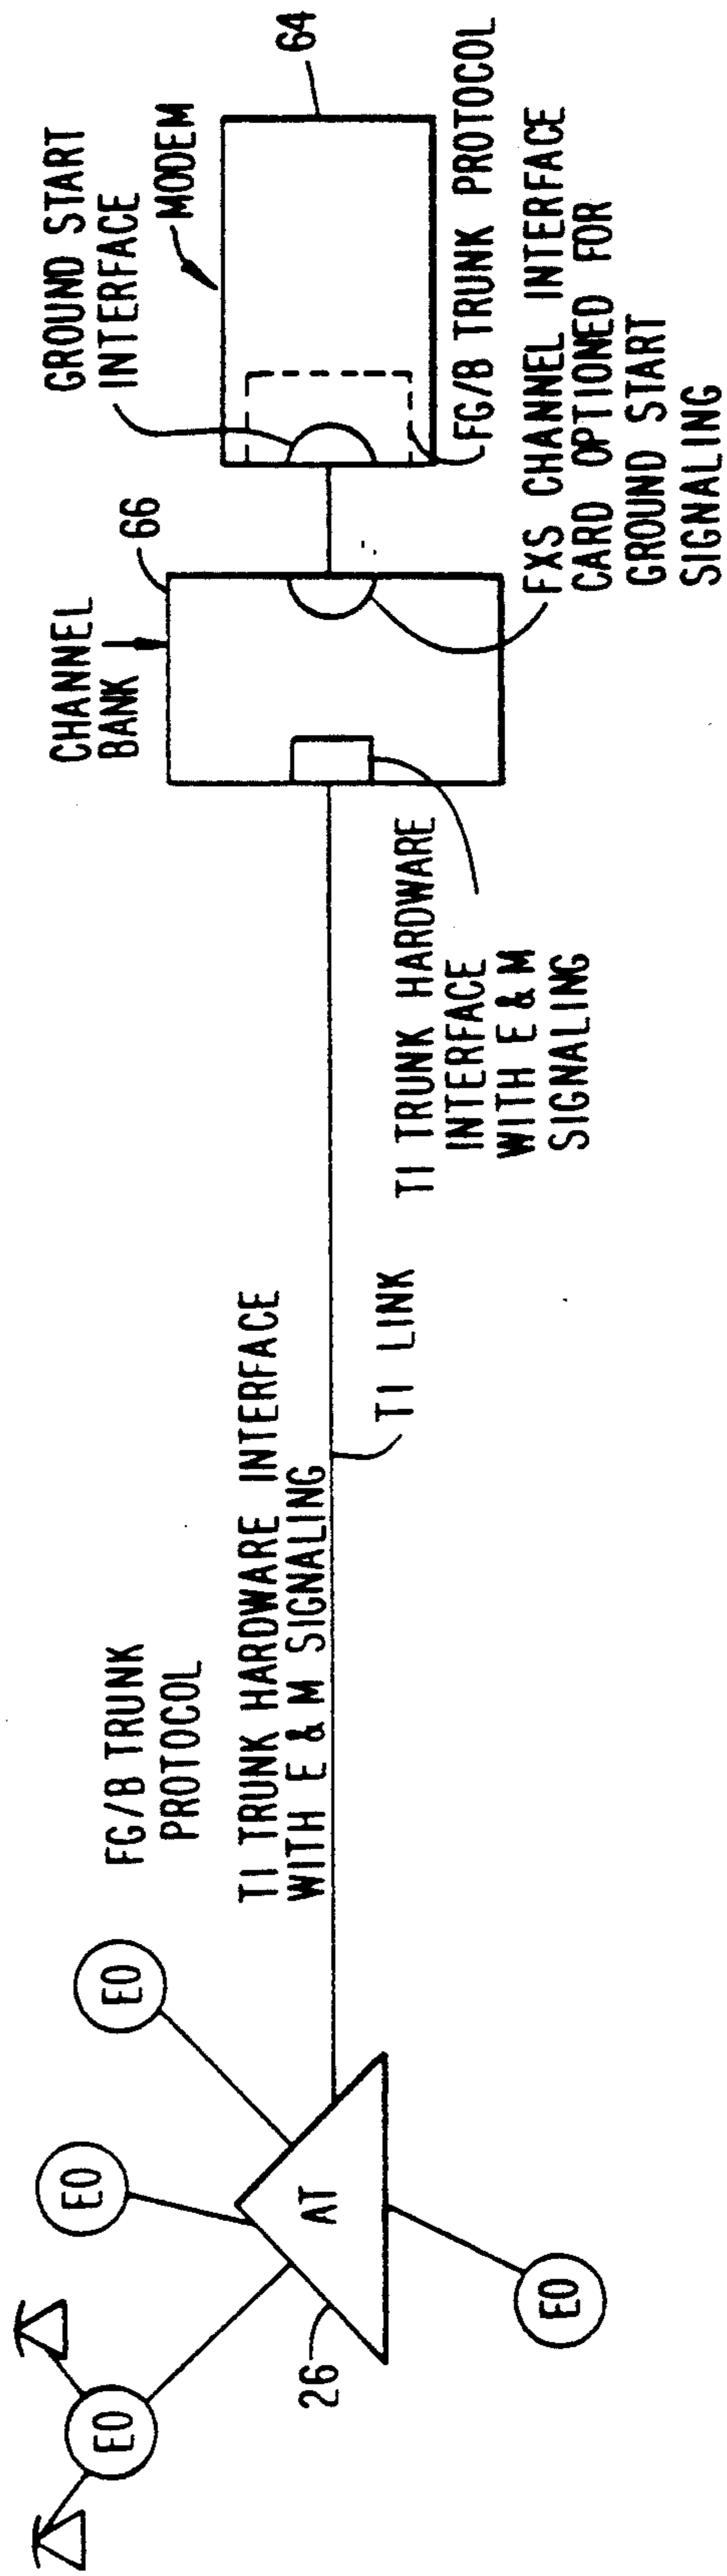 EO
EO
EO
EO
AT
26
FG/B TRUNK
PROTOCOL
T1 TRUNK HARDWARE INTERFACE
WITH E & M SIGNALING
T1 LINK
T1 TRUNK HARDWARE
INTERFACE
WITH E & M
SIGNALING
CHANNEL
BANK
66
GROUND START
INTERFACE
MODEM
64
FG/B TRUNK PROTOCOL
FXS CHANNEL INTERFACE
CARD OPTIONED FOR
GROUND START
SIGNALING